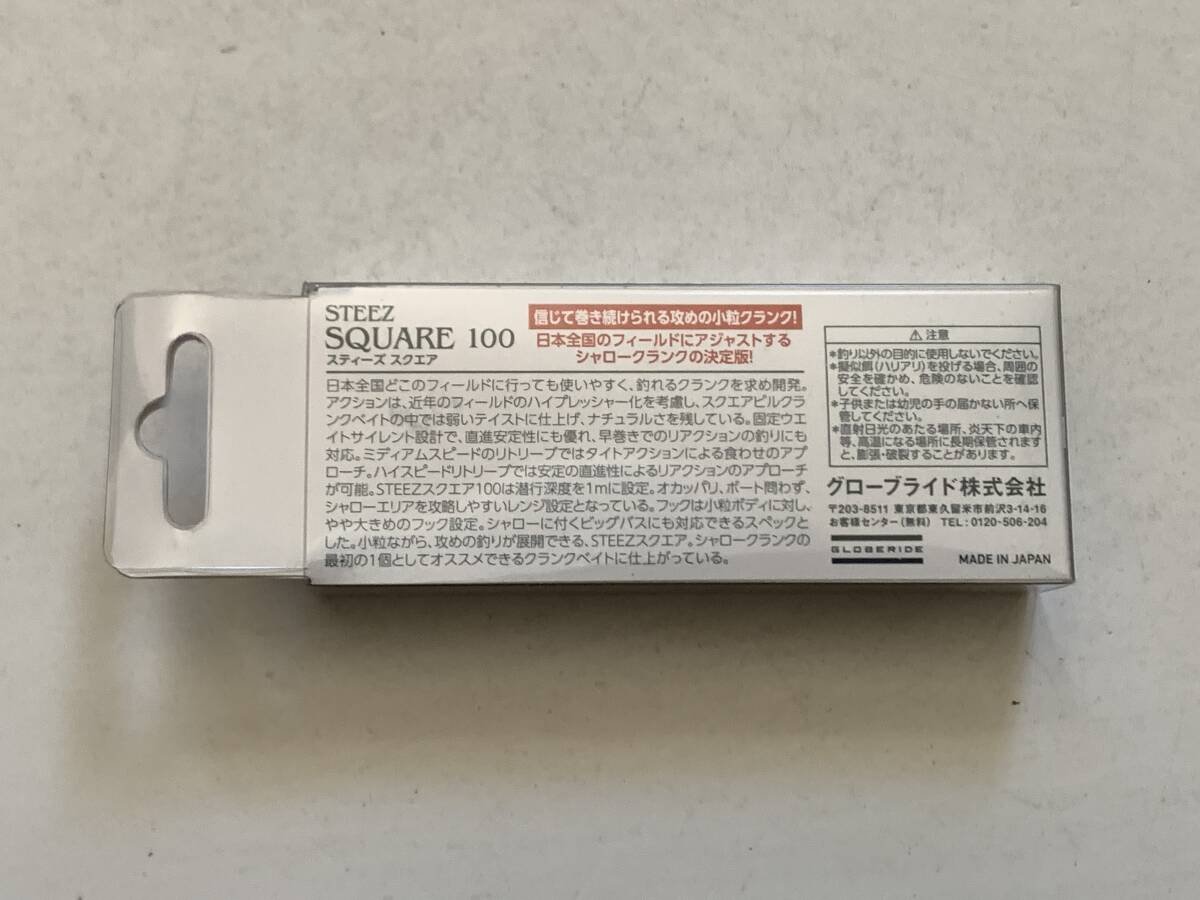 STEEZ
SQUARE 100
スティーズ スクエア
信じて巻き続けられる攻めの小粒クランク!
日本全国のフィールドにアジャストする
シャロークランクの決定版!
日本全国どこのフィールドに行っても使いやすく、釣れるクランクを求め開発。
アクションは、近年のフィールドのハイプレッシャー化を考慮し、スクエアビルクラ
ンクベイトの中では弱いテイストに仕上げ、ナチュラルさを残している。固定ウエ
イトサイレント設計で、直進安定性にも優れ、早巻きでのリアクションの釣りにも
対応。ミディアムスピードのリトリーブではタイトアクションによる食わせのアプ
ローチ。ハイスピードリトリーブでは安定の直進性によるリアクションのアプローチ
が可能。STEEZスクエア100は潜行深度を1mに設定。オカッパリ、ボート問わず、
シャローエリアを攻略しやすいレンジ設定となっている。フックは小粒ボディに対し、
やや大きめのフック設定。シャローに付くビッグバスにも対応できるスペックと
した。小粒ながら、攻めの釣りが展開できる、STEEZスクエア。シャロークランクの
最初の1個としてオススメできるクランクベイトに仕上がっている。
⚠注意
*釣り以外の目的に使用しないでください。
*擬似餌(ハリアリ)を投げる場合、周囲の
安全を確かめ、危険のないことを確認
してください。
*子供または幼児の手の届かない所へ保
管してください。
*直射日光のあたる場所、炎天下の車内
等、高温になる場所に長期保管されます
と、膨張・破裂することがあります。
グローブライド株式会社
〒203-8511 東京都東久留米市前沢3-14-16
お客様センター(無料) TEL:0120-506-204
GLOBERIDE
MADE IN JAPAN